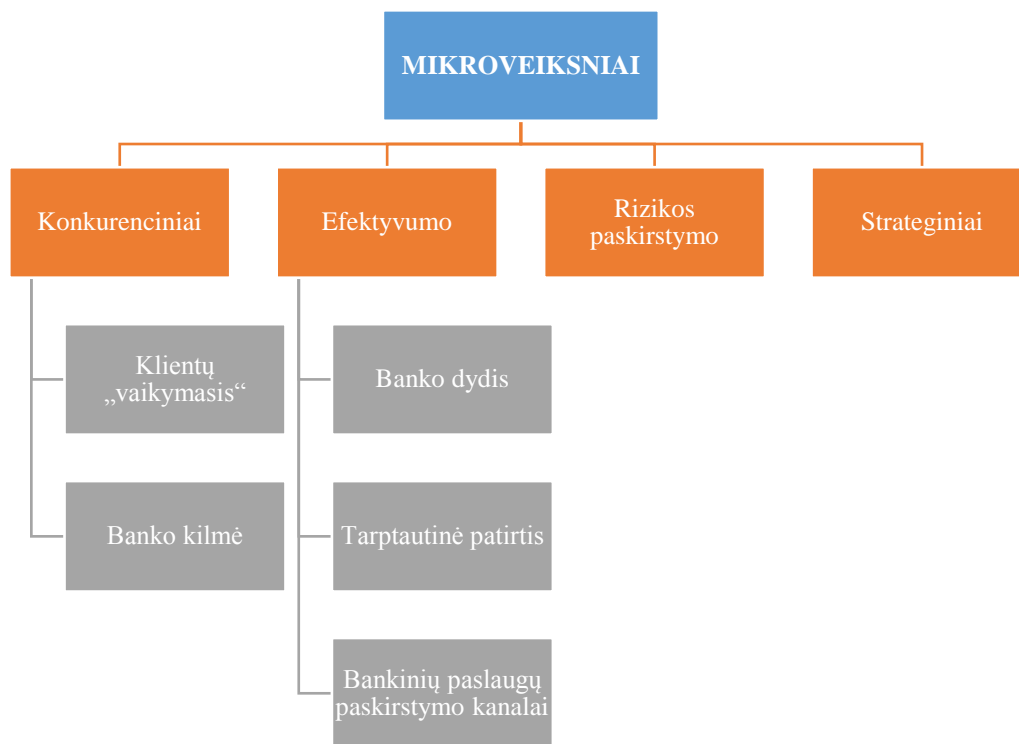 MIKROVEIKSNIAI
Konkurenciniai
Efektyvumo
Rizikos
paskirstymo
Strateginiai
Klientų
„vaikymasis“
Banko dydis
Banko kilmė
Tarptautinė patirtis
Bankinių paslaugų
paskirstymo kanalai